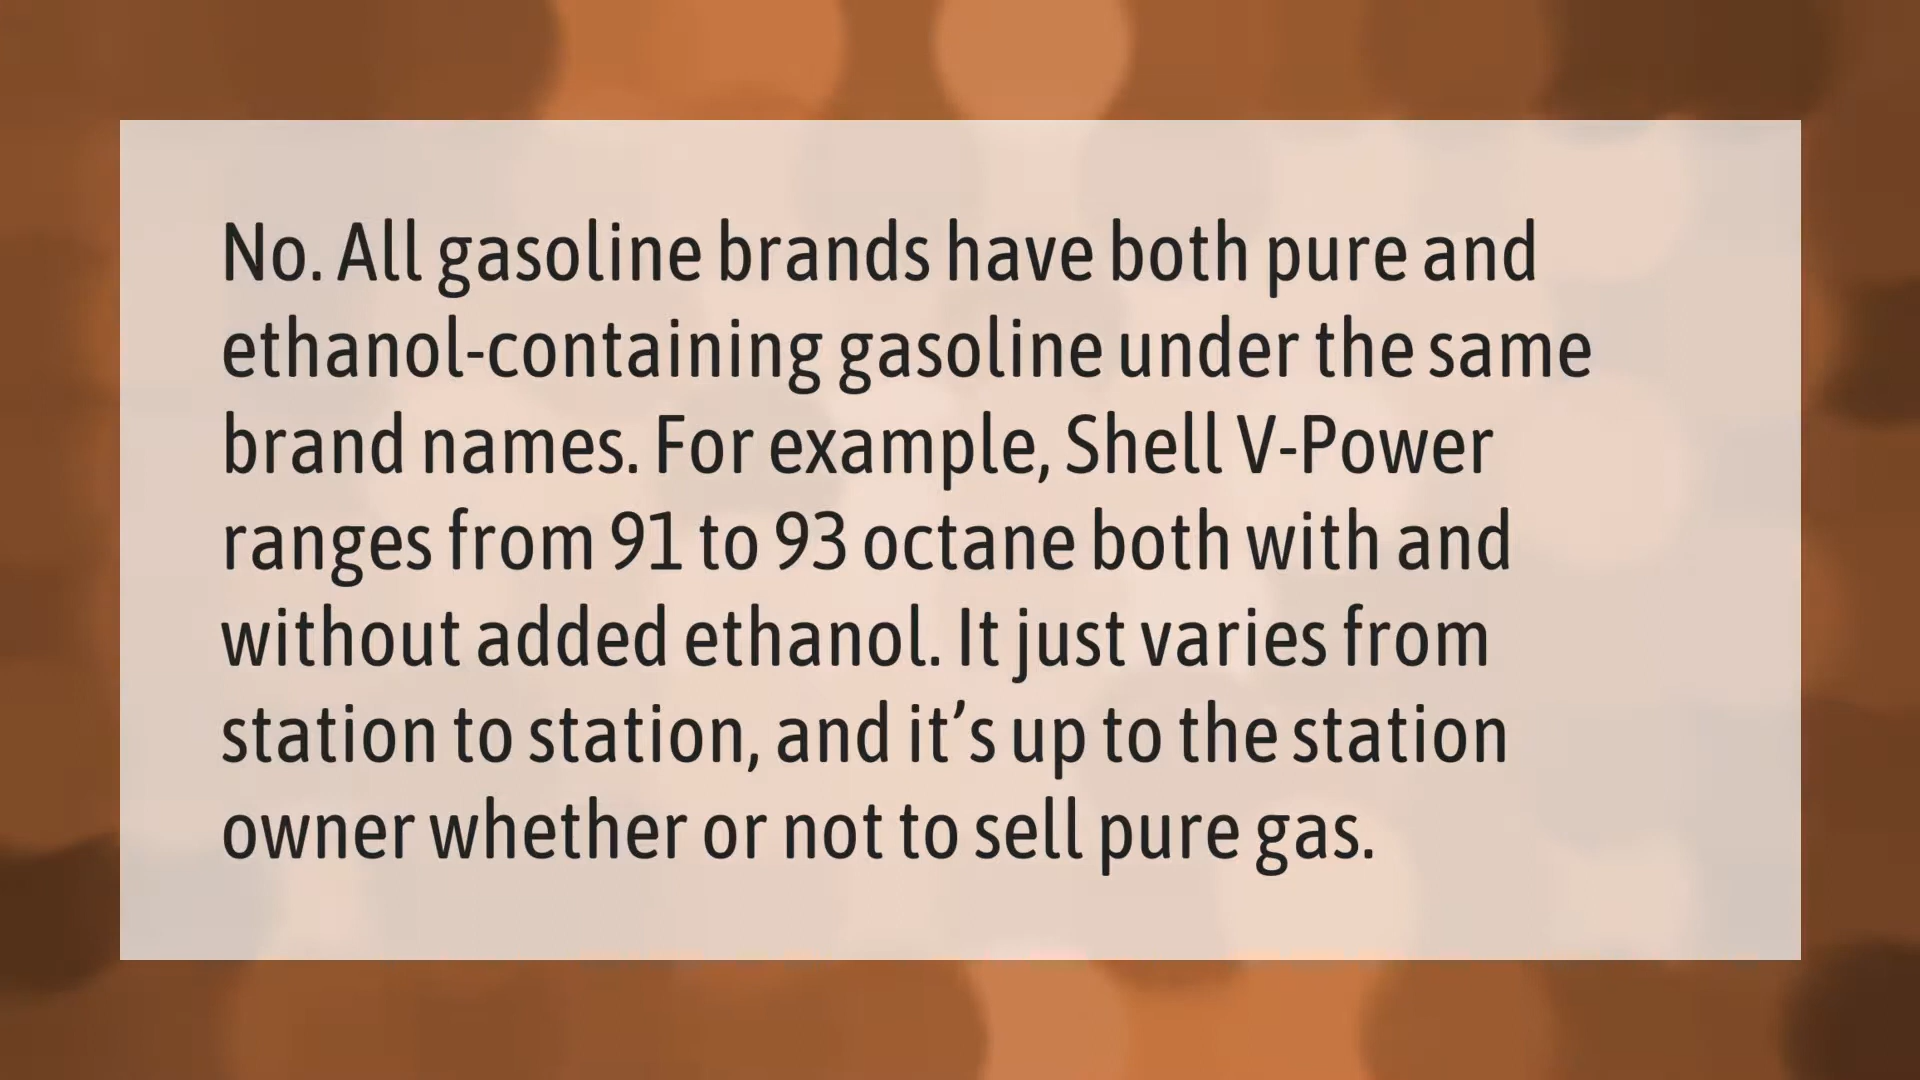 No. All gasoline brands have both pure and
ethanol-containing gasoline under the same
brand names. For example, Shell V-Power
ranges from 91 to 93 octane both with and
without added ethanol. It just varies from
station to station, and it’s up to the station
owner whether or not to sell pure gas.